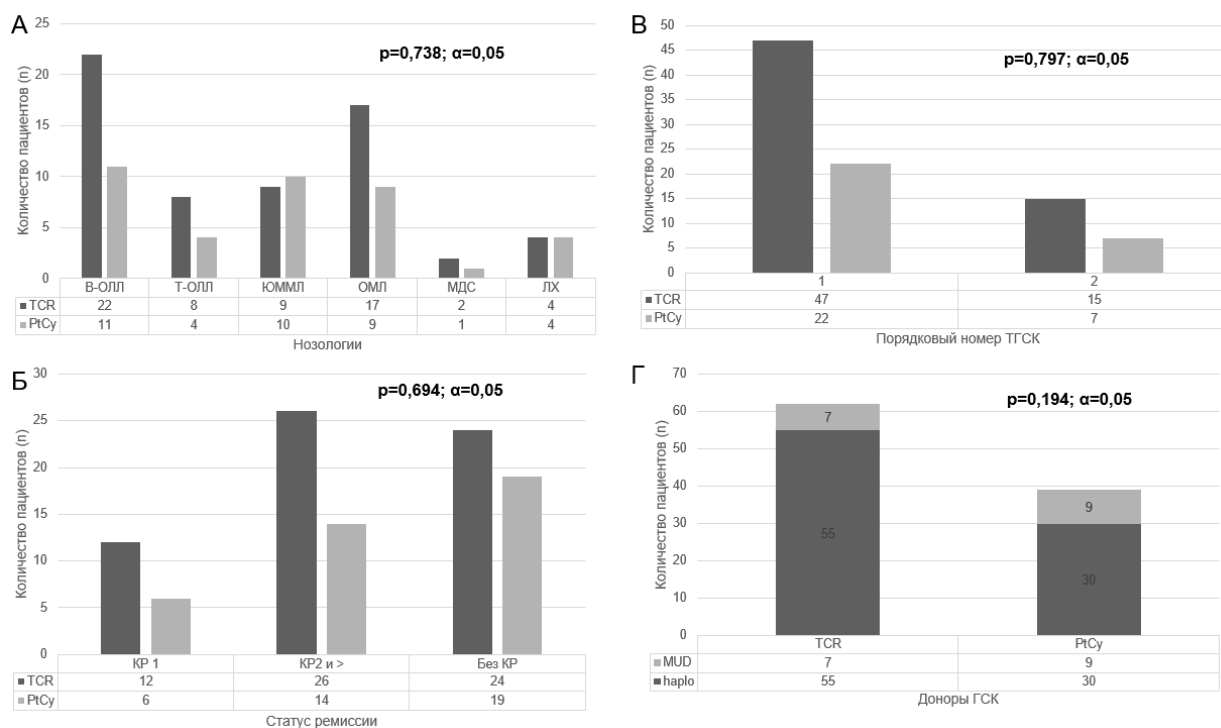 А
p=0,738; α=0,05
Количество пациентов (n)
25
20
15
10
5
0
В-ОЛЛ Т-ОЛЛ ЮММЛ ОМЛ МДС ЛХ
TCR 22 8 9 17 2 4
PtCy 11 4 10 9 1 4
Нозологии
В
p=0,797; α=0,05
Количество пациентов (n)
50
45
40
35
30
25
20
15
10
5
0
1 2
TCR 47 15
PtCy 22 7
Порядковый номер ТГСК
Б
p=0,694; α=0,05
Количество пациентов (n)
30
25
20
15
10
5
0
КР 1 КР2 и > Без КР
TCR 12 26 24
PtCy 6 14 19
Статус ремиссии
Г
p=0,194; α=0,05
Количество пациентов (n)
70
60
50
40
30
20
10
0
7
55
9
30
TCR PtCy
MUD 7 9
haplo 55 30
Доноры ГСК